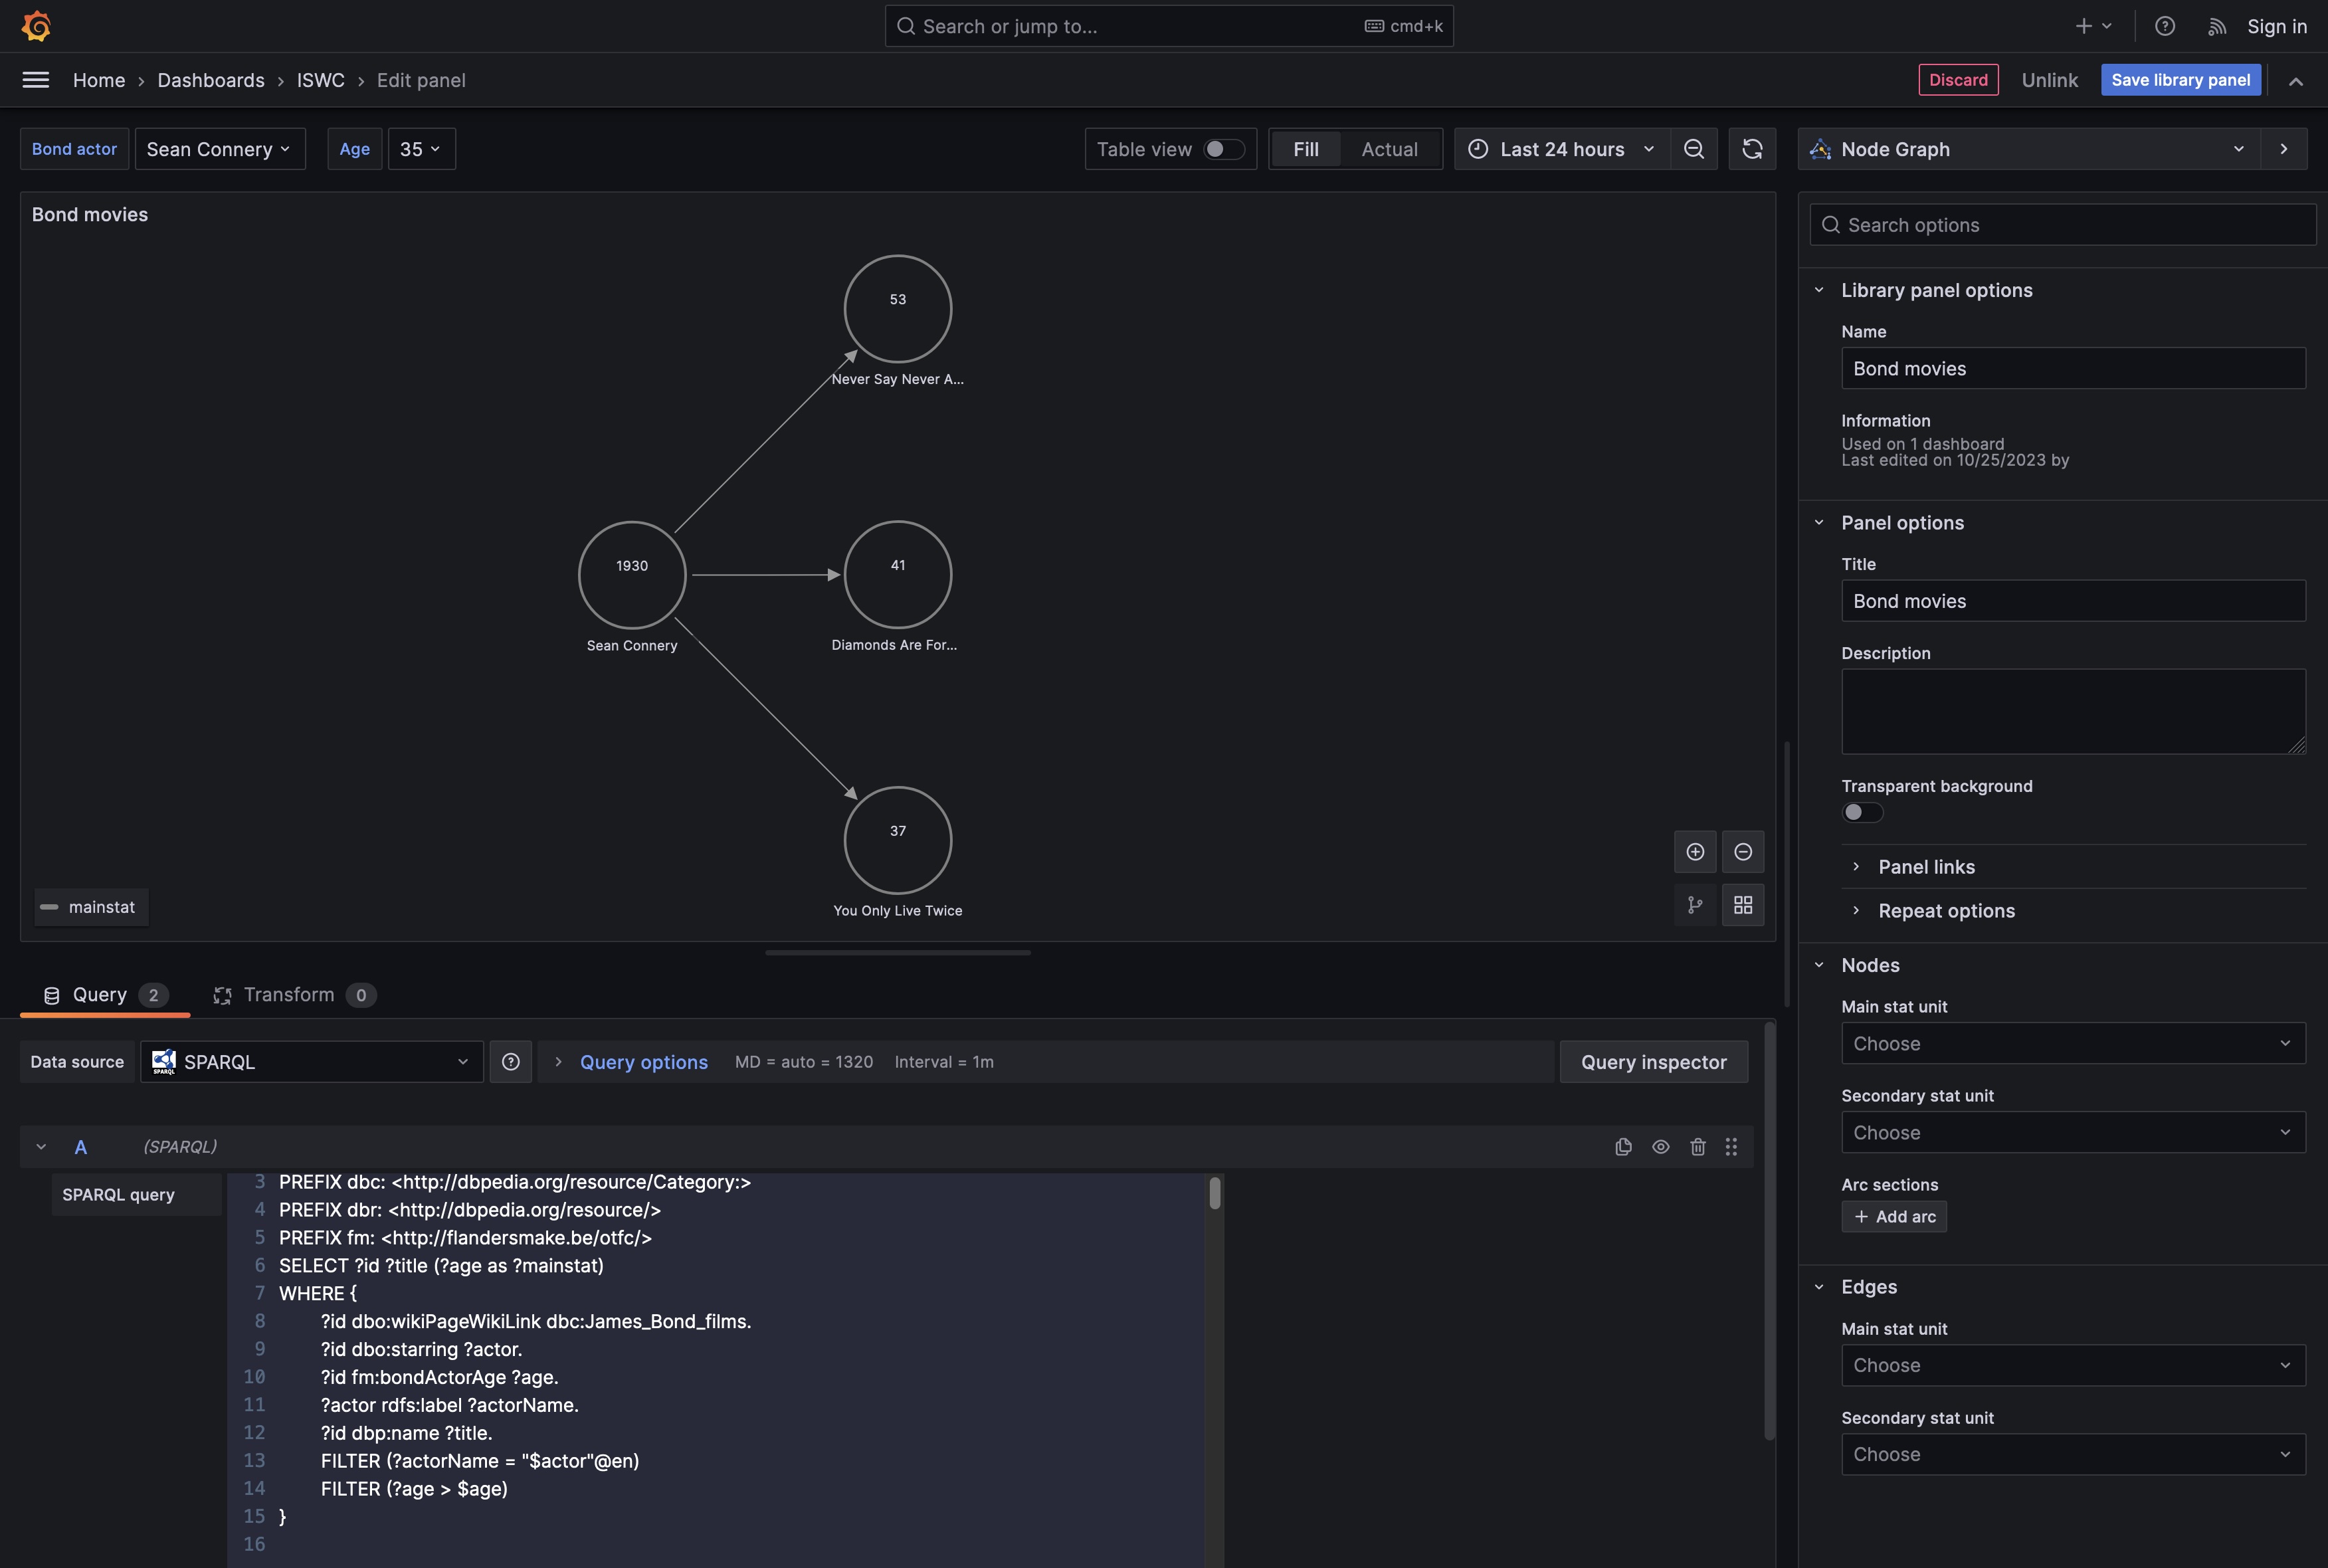 Search or jump to...
cmd+k
Sign in
Home
Dashboards
ISWC
Edit panel
Discard
Unlink
Save library panel
Bond actor
Sean Connery
Age
35
Table view
Fill
Actual
Last 24 hours
Node Graph
Bond movies
53
Never Say Never A...
1930
Sean Connery
41
Diamonds Are For...
37
You Only Live Twice
mainstat
Search options
Library panel options
Name
Bond movies
Information
Used on 1 dashboard
Last edited on 10/25/2023 by
Panel options
Title
Bond movies
Description
Transparent background
Panel links
Repeat options
Nodes
Main stat unit
Choose
Secondary stat unit
Choose
Arc sections
+ Add arc
Edges
Main stat unit
Choose
Secondary stat unit
Choose
Query 2
Transform 0
Data source
SPARQL
SPARQL
Query options
MD = auto = 1320
Interval = 1m
Query inspector
A
(SPARQL)
SPARQL query
3 PREFIX dbc: <http://dbpedia.org/resource/Category:>
4 PREFIX dbr: <http://dbpedia.org/resource/>
5 PREFIX fm: <http://flandersmake.be/otfc/>
6 SELECT ?id ?title (?age as ?mainstat)
7 WHERE {
8 ?id dbo:wikiPageWikiLink dbc:James_Bond_films.
9 ?id dbo:starring ?actor.
10 ?id fm:bondActorAge ?age.
11 ?actor rdfs:label ?actorName.
12 ?id dbp:name ?title.
13 FILTER (?actorName = "$actor"@en)
14 FILTER (?age > $age)
15 }
16